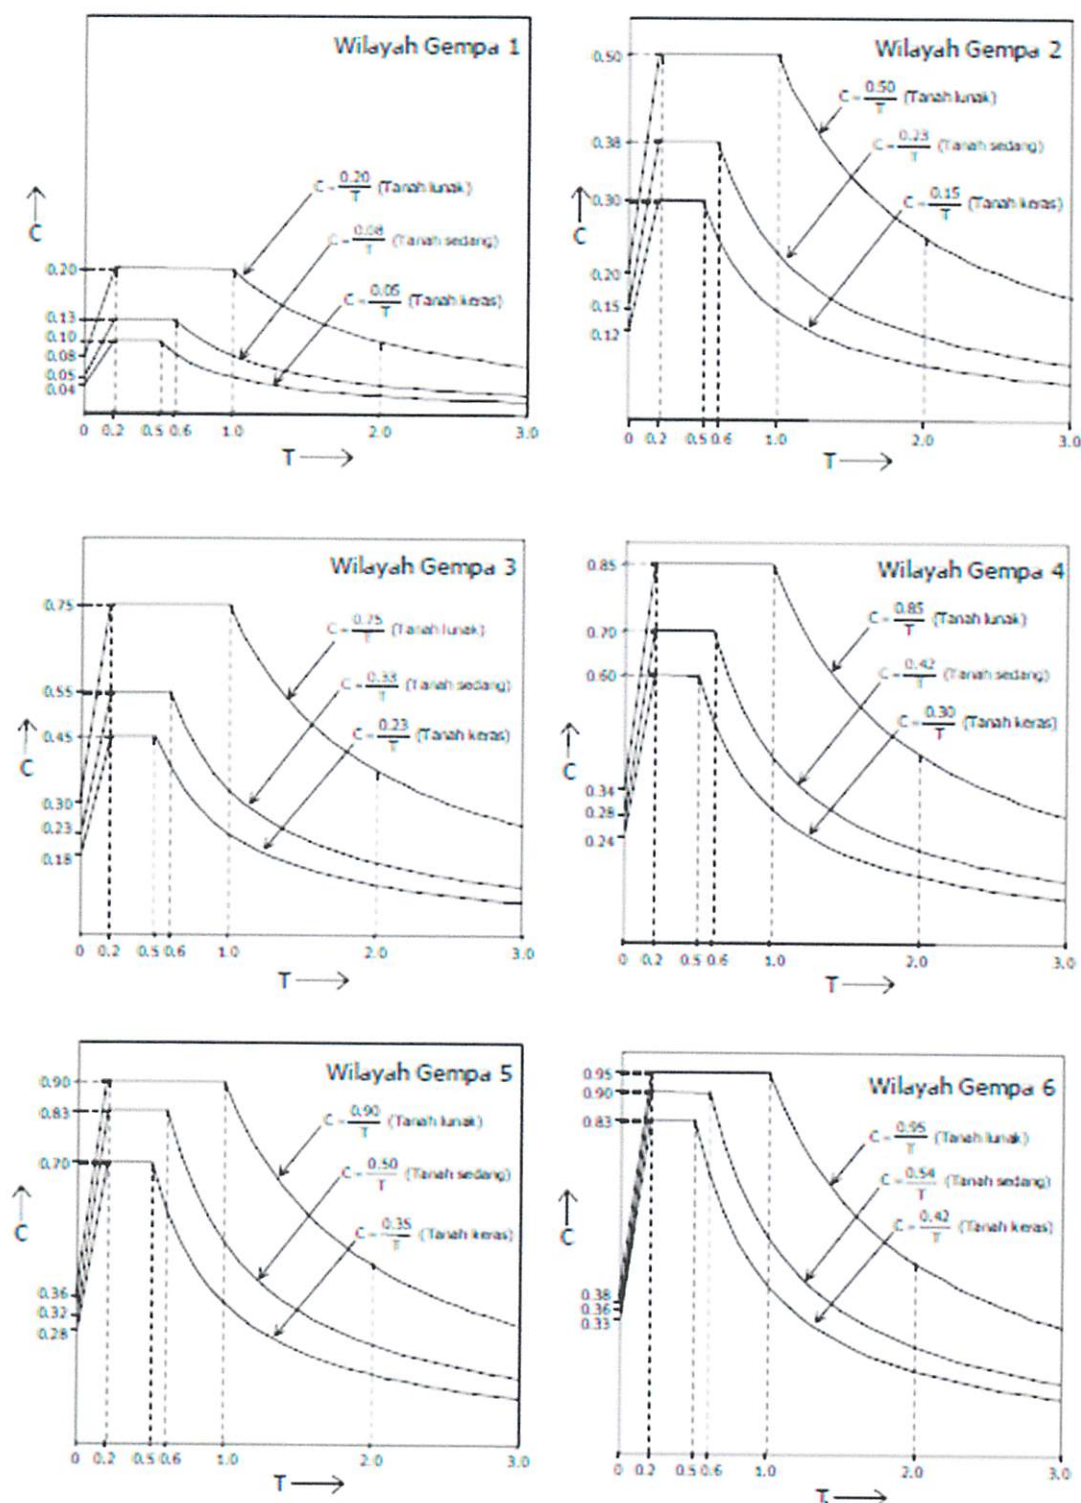 Wilayah Gempa 1
C = 0.20/T (Tanah lunak)
C = 0.08/T (Tanah sedang)
C = 0.05/T (Tanah keras)
C
0.20
0.13
0.10
0.08
0.05
0.04
0 0.2 0.5 0.6 1.0 2.0 3.0
T
Wilayah Gempa 2
C = 0.50/T (Tanah lunak)
C = 0.23/T (Tanah sedang)
C = 0.15/T (Tanah keras)
C
0.50
0.38
0.30
0.20
0.15
0.12
0 0.2 0.5 0.6 1.0 2.0 3.0
T
Wilayah Gempa 3
C = 0.75/T (Tanah lunak)
C = 0.33/T (Tanah sedang)
C = 0.23/T (Tanah keras)
C
0.75
0.55
0.45
0.30
0.23
0.18
0 0.2 0.5 0.6 1.0 2.0 3.0
T
Wilayah Gempa 4
C = 0.85/T (Tanah lunak)
C = 0.42/T (Tanah sedang)
C = 0.30/T (Tanah keras)
C
0.85
0.70
0.60
0.34
0.28
0.24
0 0.2 0.5 0.6 1.0 2.0 3.0
T
Wilayah Gempa 5
C = 0.90/T (Tanah lunak)
C = 0.50/T (Tanah sedang)
C = 0.35/T (Tanah keras)
C
0.90
0.83
0.70
0.36
0.32
0.28
0 0.2 0.5 0.6 1.0 2.0 3.0
T
Wilayah Gempa 6
C = 0.95/T (Tanah lunak)
C = 0.54/T (Tanah sedang)
C = 0.42/T (Tanah keras)
C
0.95
0.90
0.83
0.38
0.36
0.33
0 0.2 0.5 0.6 1.0 2.0 3.0
T